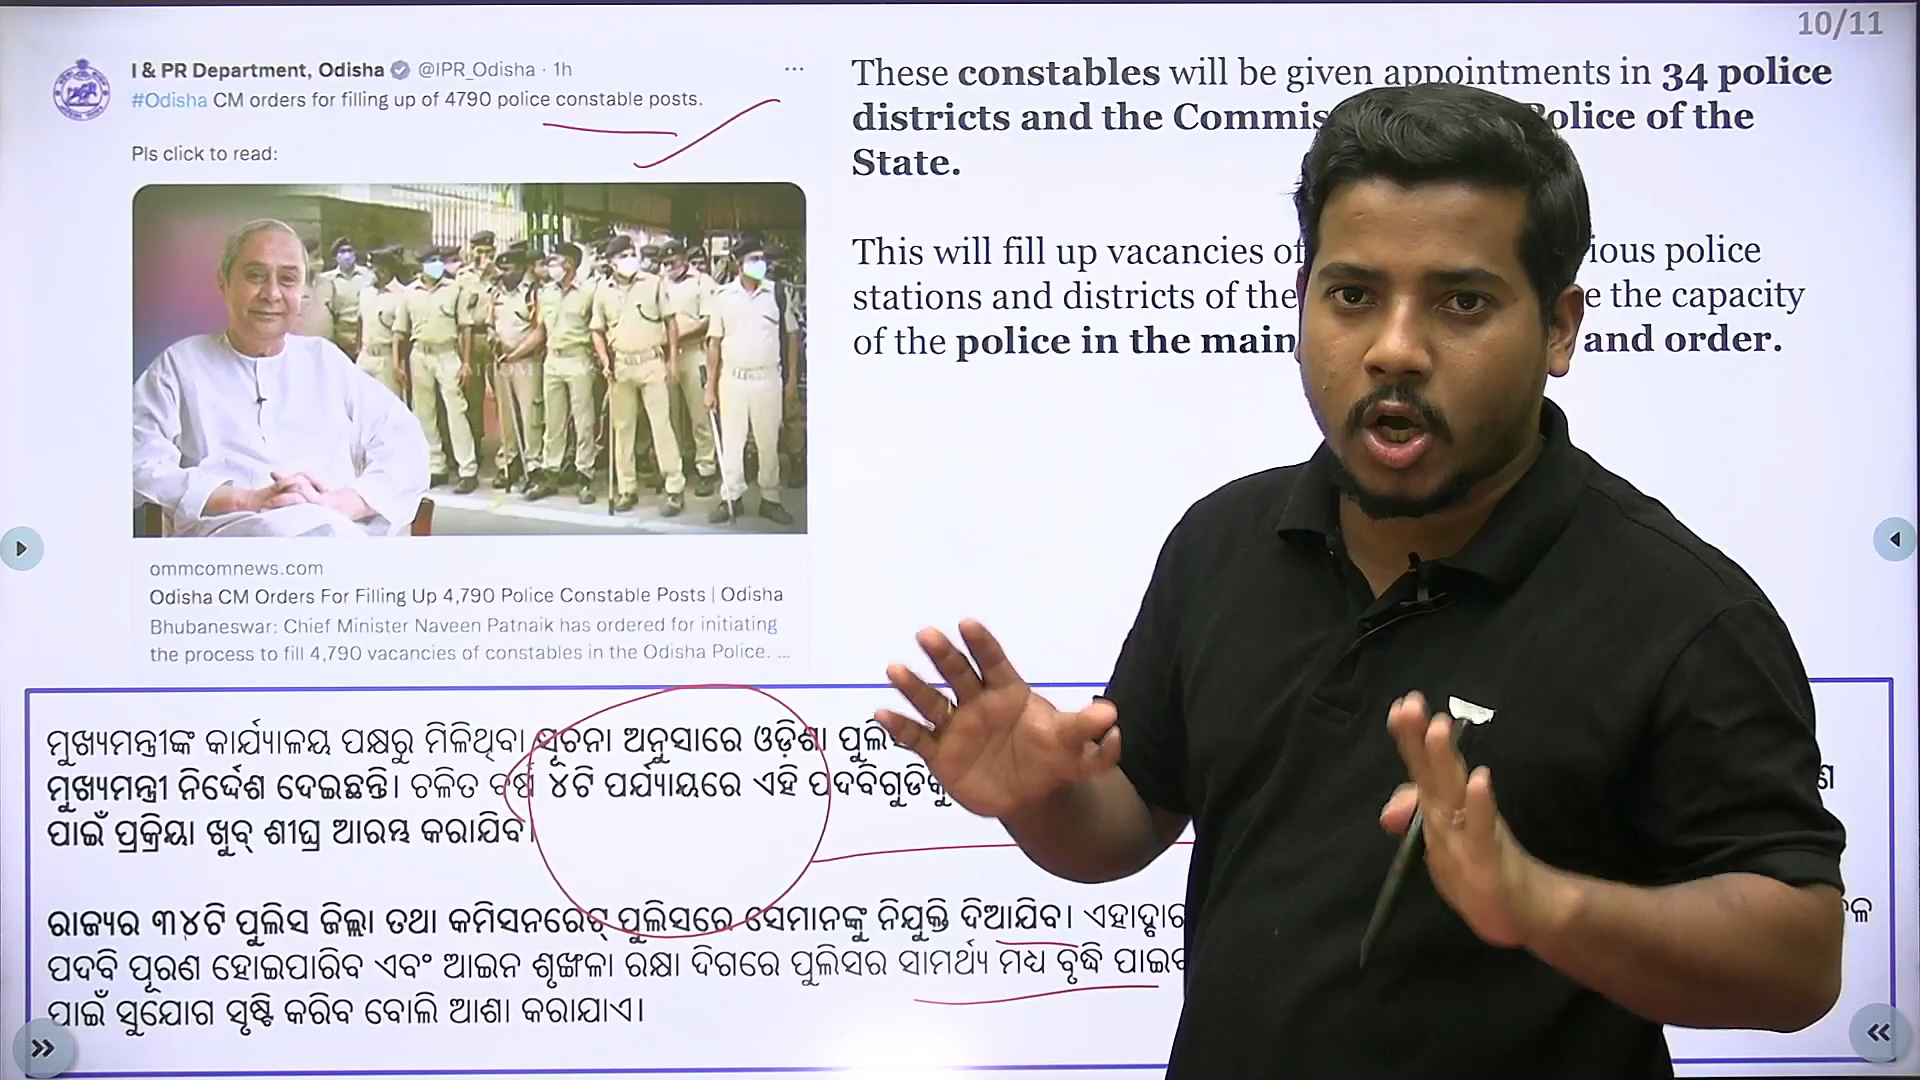 10/11
I & PR Department, Odisha @IPR_Odisha · 1h
#Odisha CM orders for filling up of 4790 police constable posts.
Pls click to read:
ommcomnews.com
Odisha CM Orders For Filling Up 4,790 Police Constable Posts | Odisha
Bhubaneswar: Chief Minister Naveen Patnaik has ordered for initiating
the process to fill 4,790 vacancies of constables in the Odisha Police. ...
These constables will be given appointments in 34 police
districts and the Police of the
State.
This will fill up vacancies of police
stations and districts of the the capacity
of the police in the and order.
ମୁଖ୍ୟମନ୍ତ୍ରୀଙ୍କ କାର୍ଯ୍ୟାଳୟ ପକ୍ଷରୁ ମିଳିଥିବା ସୂଚନା ଅନୁସାରେ ଓଡ଼ିଶା
ମୁଖ୍ୟମନ୍ତ୍ରୀ ନିର୍ଦ୍ଦେଶ ଦେଇଛନ୍ତି। ଚଳିତ ବର୍ଷ ୪ଟି ପର୍ଯ୍ୟାୟରେ ଏହି ପଦବିଗୁଡିକୁ
ପାଇଁ ପ୍ରକ୍ରିୟା ଖୁବ୍ ଶୀଘ୍ର ଆରମ୍ଭ କରାଯିବ।
ରାଜ୍ୟର ୩୪ଟି ପୁଲିସ ଜିଲ୍ଲା ତଥା କମିସନରେଟ୍ ପୁଲିସରେ ସେମାନଙ୍କୁ ନିଯୁକ୍ତି ଦିଆଯିବ।
ପଦବି ପୂରଣ ହୋଇପାରିବ ଏବଂ ଆଇନ ଶୃଙ୍ଖଳା ରକ୍ଷା ଦିଗରେ ପୁଲିସର ସାମର୍ଥ୍ୟ ମଧ୍ୟ ବୃଦ୍ଧି
ପାଇଁ ସୁଯୋଗ ସୃଷ୍ଟି କରିବ ବୋଲି ଆଶା କରାଯାଏ।